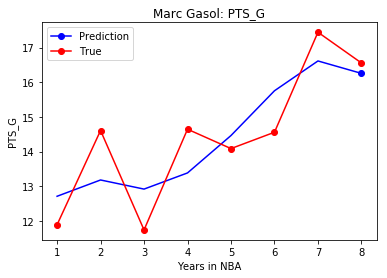 Marc Gasol: PTS_G
Prediction
True
PTS_G
17
16
15
14
13
12
1 2 3 4 5 6 7 8
Years in NBA